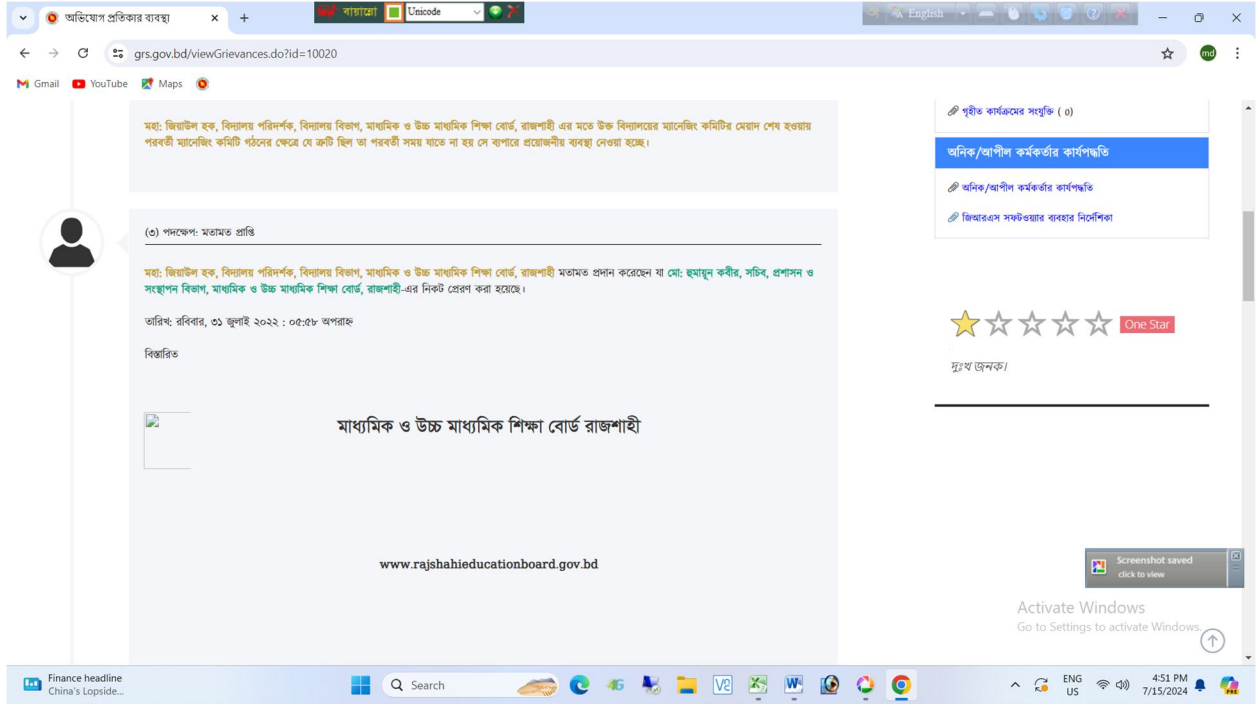 অভিযোগ প্রতিকার ব্যবস্থা
বায়ান্নো
Unicode
English
grs.gov.bd/viewGrievances.do?id=10020
md
Gmail
YouTube
Maps
মহা: জিয়াউল হক, বিদ্যালয় পরিদর্শক, বিদ্যালয় বিভাগ, মাধ্যমিক ও উচ্চ মাধ্যমিক শিক্ষা বোর্ড, রাজশাহী এর মতে উক্ত বিদ্যালয়ের ম্যানেজিং কমিটির মেয়াদ শেষ হওয়ায়
পরবর্তী ম্যানেজিং কমিটি গঠনের ক্ষেত্রে যে ত্রুটি ছিল তা পরবর্তী সময় যাতে না হয় সে ব্যপারে প্রয়োজনীয় ব্যবস্থা নেওয়া হচ্ছে।
(৩) পদক্ষেপ: মতামত প্রাপ্তি
মহা: জিয়াউল হক, বিদ্যালয় পরিদর্শক, বিদ্যালয় বিভাগ, মাধ্যমিক ও উচ্চ মাধ্যমিক শিক্ষা বোর্ড, রাজশাহী মতামত প্রদান করেছেন যা মো: হুমায়ূন কবীর, সচিব, প্রশাসন ও
সংস্থাপন বিভাগ, মাধ্যমিক ও উচ্চ মাধ্যমিক শিক্ষা বোর্ড, রাজশাহী-এর নিকট প্রেরণ করা হয়েছে।
তারিখ: রবিবার, ৩১ জুলাই ২০২২ : ০৫:৫৮ অপরাহ্ন
বিস্তারিত
মাধ্যমিক ও উচ্চ মাধ্যমিক শিক্ষা বোর্ড রাজশাহী
www.rajshahieducationboard.gov.bd
গৃহীত কার্যক্রমের সংযুক্তি ( ০)
অনিক/আপীল কর্মকর্তার কার্যপদ্ধতি
অনিক/আপীল কর্মকর্তার কার্যপদ্ধতি
জিআরএস সফটওয়্যার ব্যবহার নির্দেশিকা
One Star
দুঃখ জনক।
Screenshot saved
click to view
Activate Windows
Go to Settings to activate Windows.
Finance headline
China's Lopside...
Search
4G
ENG
US
4:51 PM
7/15/2024
PRE